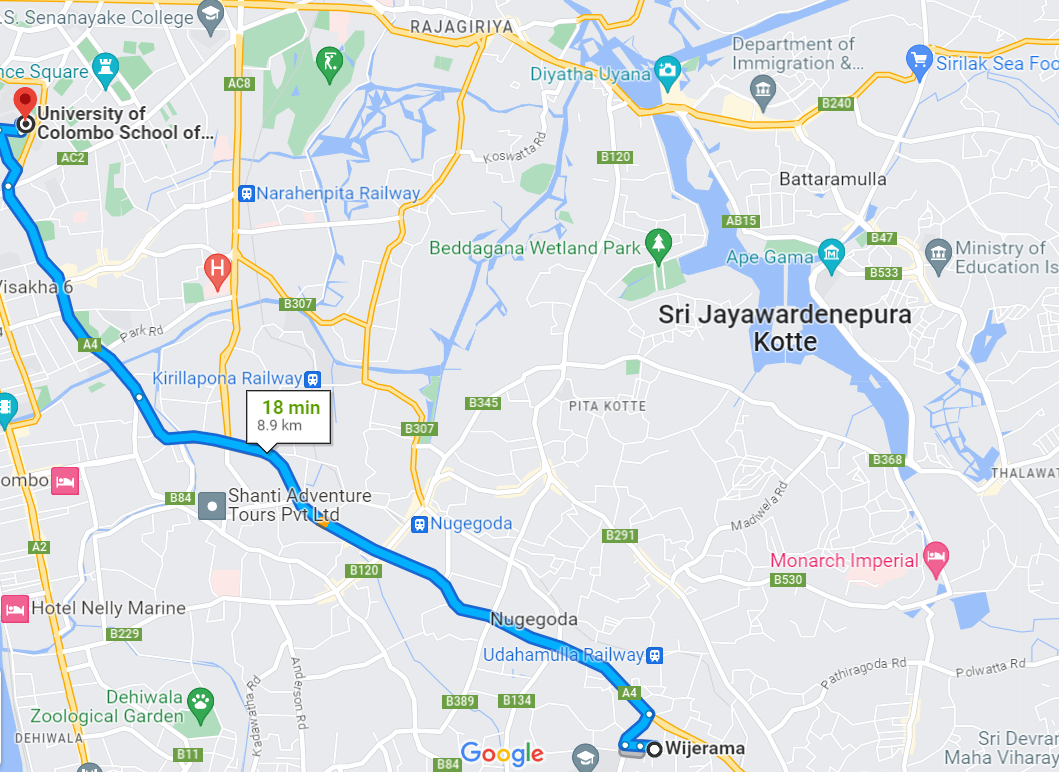 .S. Senanayake College
RAJAGIRIYA
Department of
Immigration &...
nce Square
Diyatha Uyana
Sirilak Sea Foo
AC8
B240
University of
Colombo School of...
AC2
Koswatta Rd
B120
Battaramulla
Narahenpita Railway
AB15
Beddagana Wetland Park
B47
Ape Gama
Ministry of
Education Is
B533
Visakha 6
B307
Sri Jayawardenepura
Kotte
Park Rd
A4
Kirillapona Railway
18 min
8.9 km
B345
PITA KOTTE
B307
B368
THALAWAT
ombo
B84
Shanti Adventure
Tours Pvt Ltd
Nugegoda
Madiwela Rd
A2
B291
Monarch Imperial
B120
B530
Hotel Nelly Marine
Nugegoda
B229
Udahamulla Railway
Pathiragoda Rd
Polwatta Rd
Anderson Rd
Kadawatha Rd
A4
Dehiwala
Zoological Garden
B389
B134
DEHIWALA
B11
Google
Wijerama
B84
Sri Devran
Maha Viharay